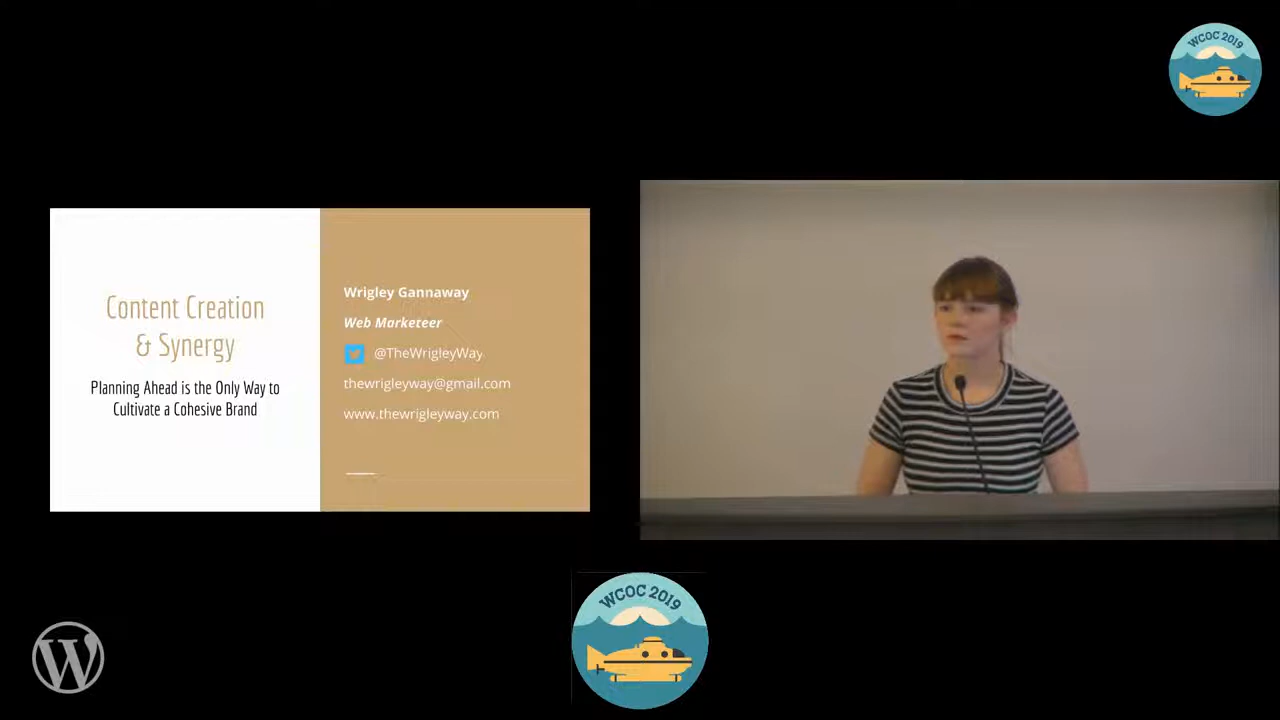 WCOC 2019
Content Creation
& Synergy
Planning Ahead is the Only Way to
Cultivate a Cohesive Brand
Wrigley Gannaway
Web Marketeer
@TheWrigleyWay
thewrigleyway@gmail.com
www.thewrigleyway.com
WCOC 2019